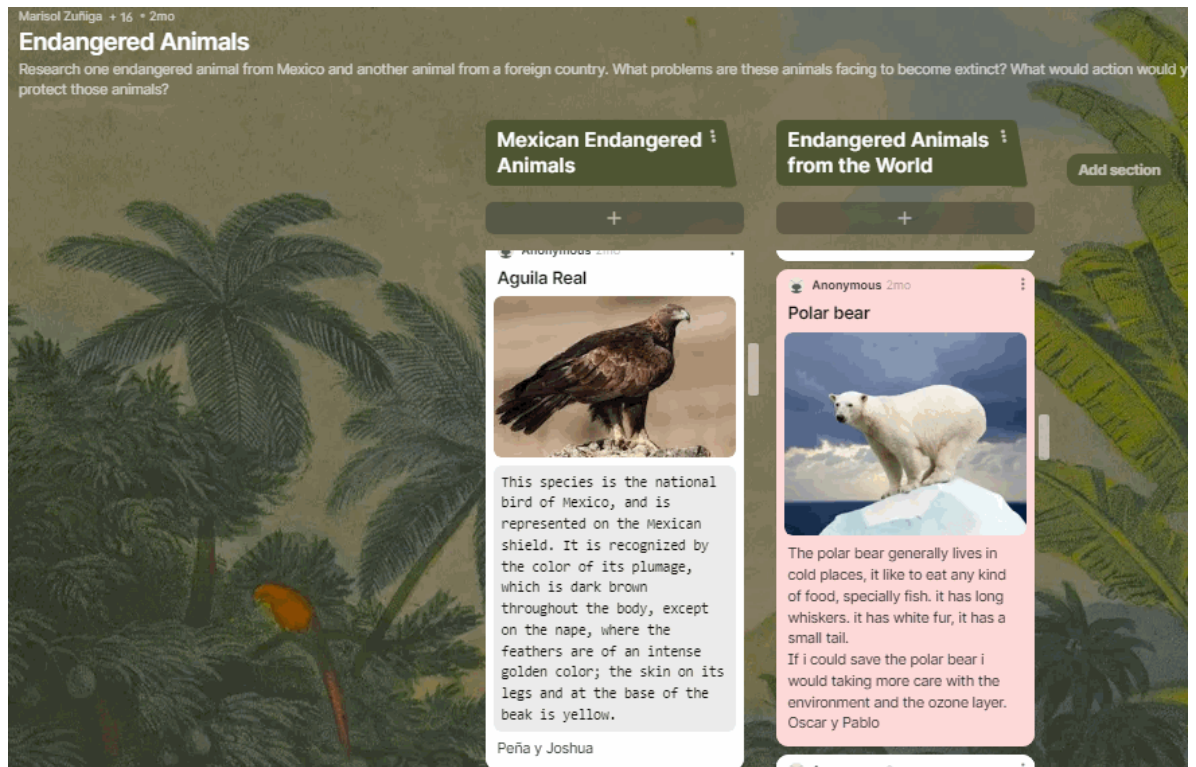 Marisol Zuñiga + 16 • 2mo
Endangered Animals
Research one endangered animal from Mexico and another animal from a foreign country. What problems are these animals facing to become extinct? What would action would y
protect those animals?
Mexican Endangered
Animals
Endangered Animals
from the World
Add section
+
+
Anonymous 2mo
Aguila Real
This species is the national
bird of Mexico, and is
represented on the Mexican
shield. It is recognized by
the color of its plumage,
which is dark brown
throughout the body, except
on the nape, where the
feathers are of an intense
golden color; the skin on its
legs and at the base of the
beak is yellow.
Peña y Joshua
Anonymous 2mo
Polar bear
The polar bear generally lives in
cold places, it like to eat any kind
of food, specially fish. it has long
whiskers. it has white fur, it has a
small tail.
If i could save the polar bear i
would taking more care with the
environment and the ozone layer.
Oscar y Pablo